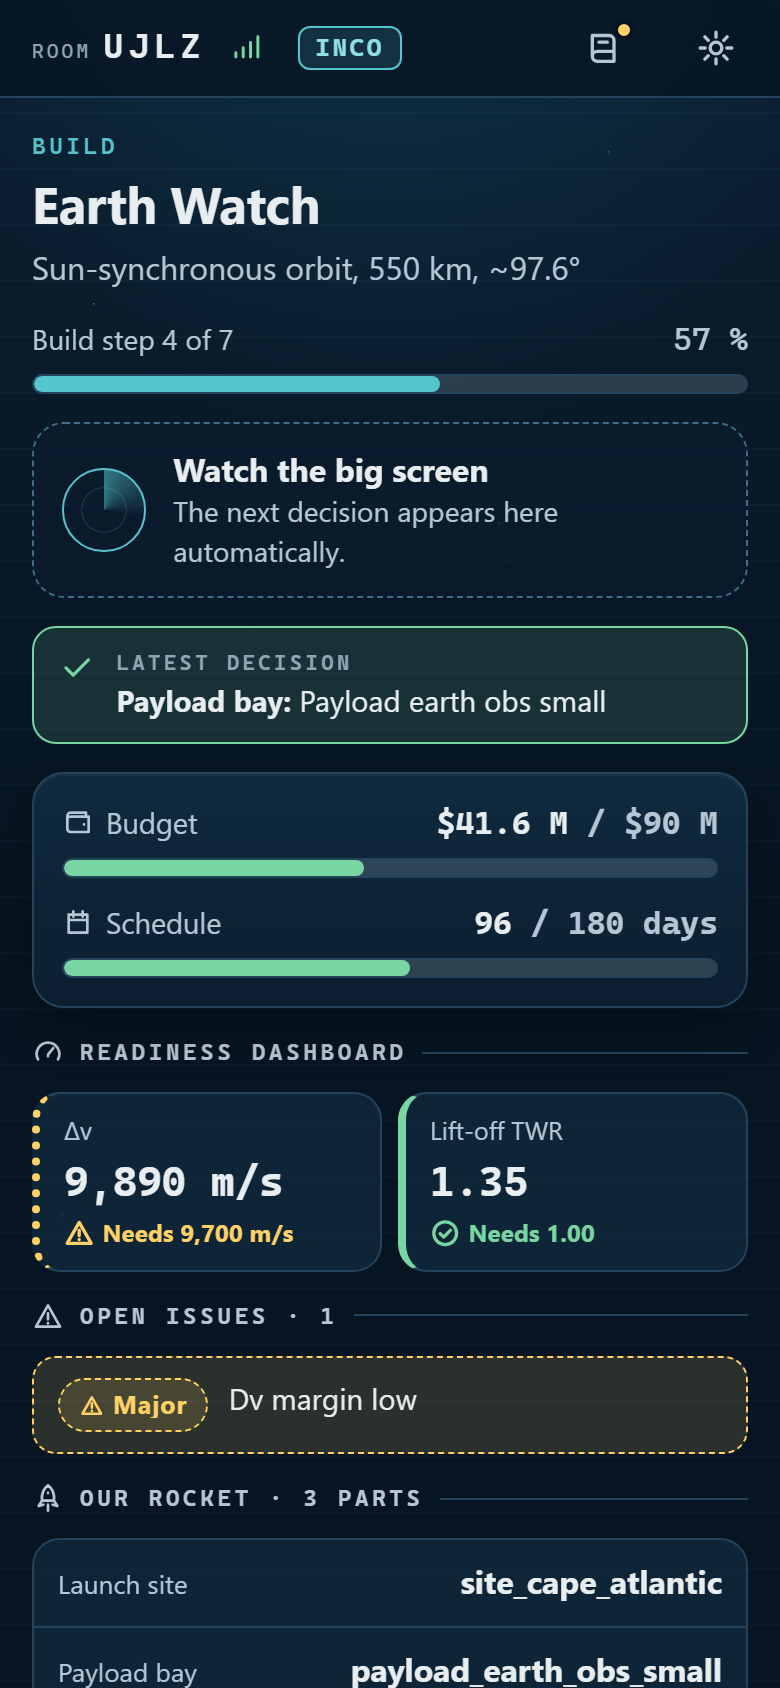 ROOM UJLZ INCO
BUILD
Earth Watch
Sun-synchronous orbit, 550 km, ~97.6°
Build step 4 of 7 57 %
Watch the big screen
The next decision appears here
automatically.
LATEST DECISION
Payload bay: Payload earth obs small
Budget $41.6 M / $90 M
Schedule 96 / 180 days
READINESS DASHBOARD
Δv
9,890 m/s
Needs 9,700 m/s
Lift-off TWR
1.35
Needs 1.00
OPEN ISSUES · 1
Major Dv margin low
OUR ROCKET · 3 PARTS
Launch site site_cape_atlantic
Payload bay payload_earth_obs_small